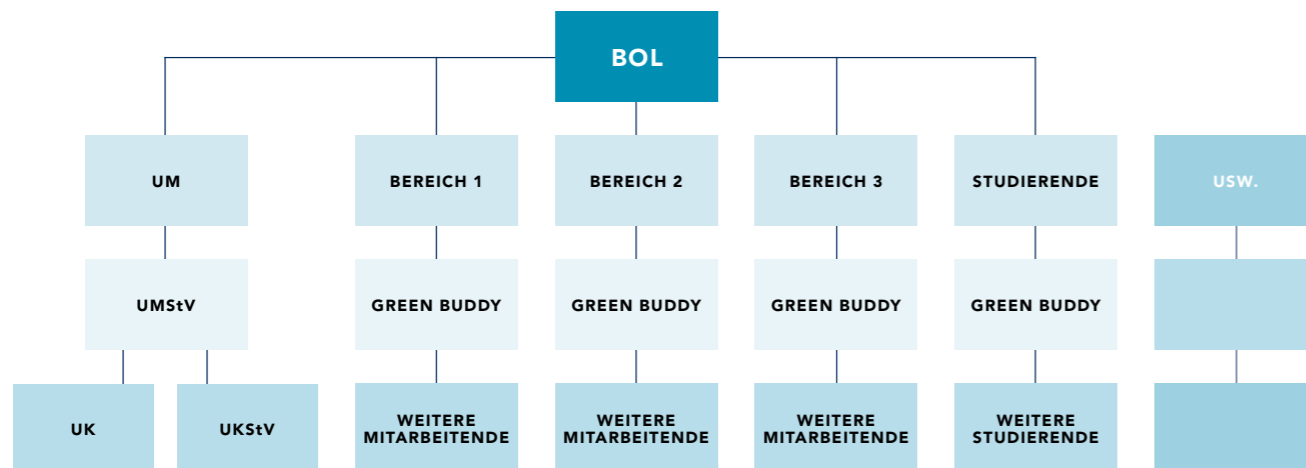 BOL
UM
BEREICH 1
BEREICH 2
BEREICH 3
STUDIERENDE
USW.
UMStV
GREEN BUDDY
GREEN BUDDY
GREEN BUDDY
GREEN BUDDY
UK
UKStV
WEITERE
MITARBEITENDE
WEITERE
MITARBEITENDE
WEITERE
MITARBEITENDE
WEITERE
STUDIERENDE